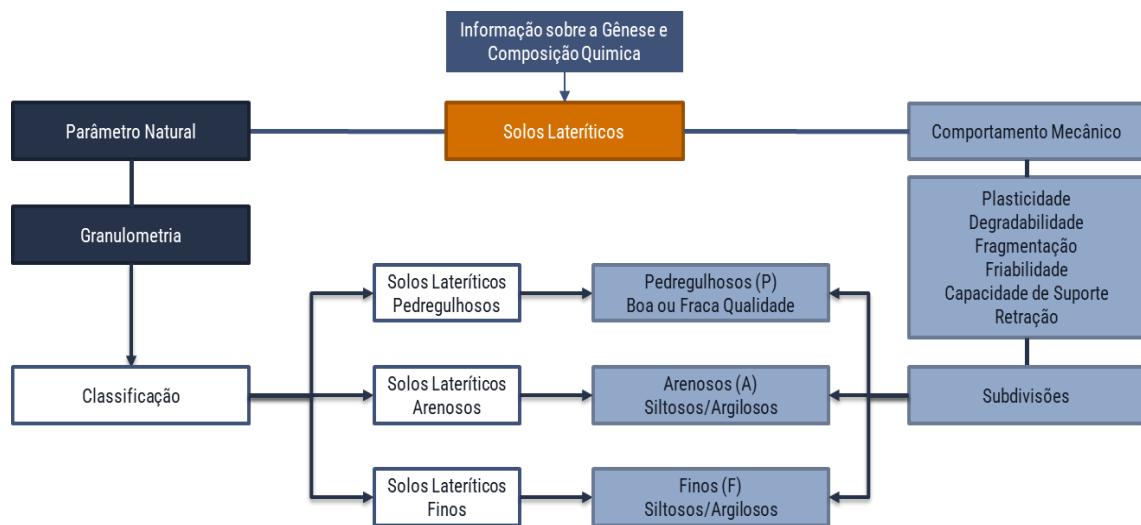 Informação sobre a Gênese e
Composição Quimica
Parâmetro Natural
Solos Lateríticos
Comportamento Mecânico
Granulometria
Plasticidade
Degradabilidade
Fragmentação
Friabilidade
Capacidade de Suporte
Retração
Solos Lateríticos
Pedregulhosos
Pedregulhosos (P)
Boa ou Fraca Qualidade
Classificação
Solos Lateríticos
Arenosos
Arenosos (A)
Siltosos/Argilosos
Subdivisões
Solos Lateríticos
Finos
Finos (F)
Siltosos/Argilosos